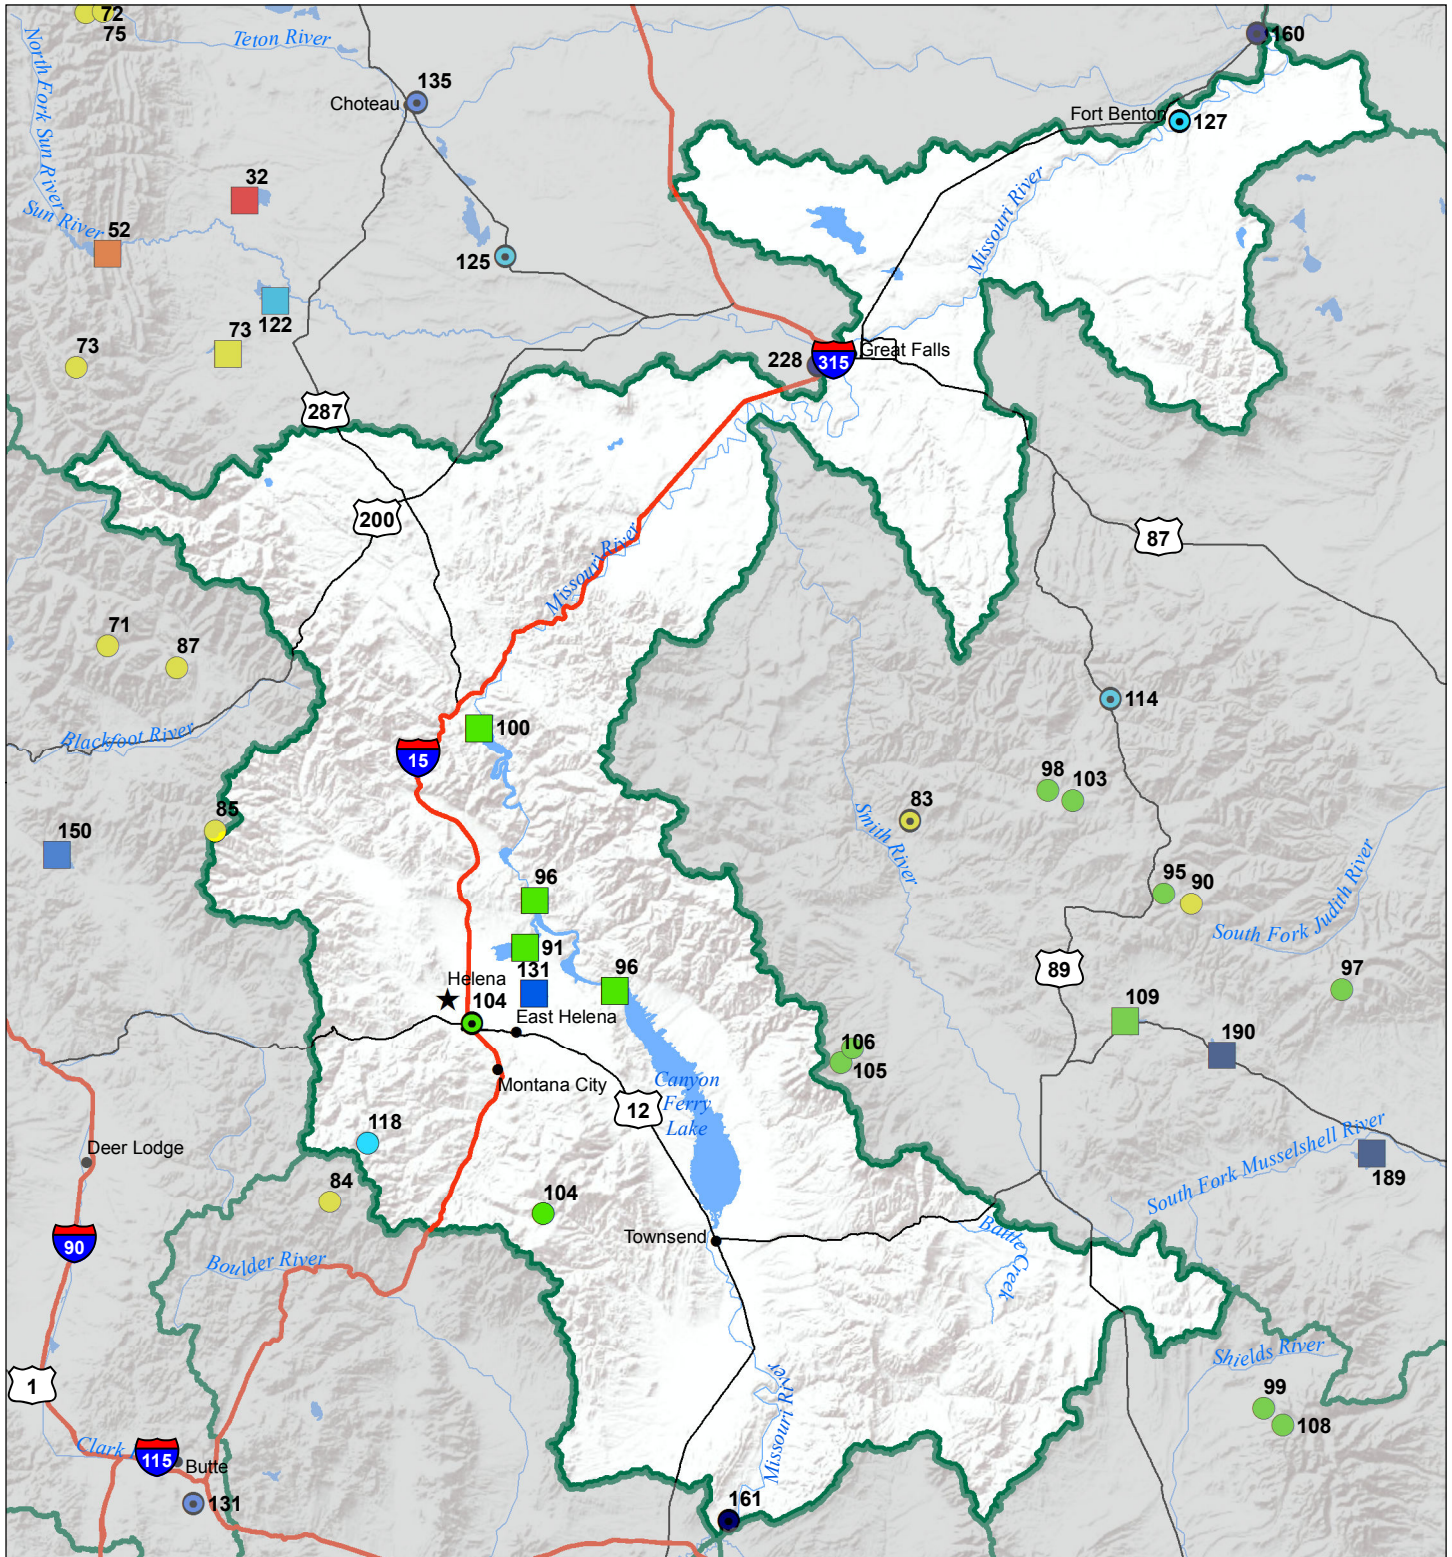 72
75
Teton River
160
North Fork Sun River
135
Choteau
Fort Benton
127
32
Missouri River
Sun River
52
125
122
73
73
Great Falls
228
315
287
200
87
Missouri River
71
87
114
Blackfoot River
100
15
98
103
83
85
Smith River
150
95
90
South Fork Judith River
96
91
131
96
Helena
89
97
104
109
East Helena
190
106
105
Montana City
Canyon
Ferry
Lake
12
118
Deer Lodge
South Fork Musselshell River
189
84
104
Townsend
Battle Creek
90
Boulder River
Shields River
1
Missouri River
99
108
Clark
115
Butte
Missouri River
161
131